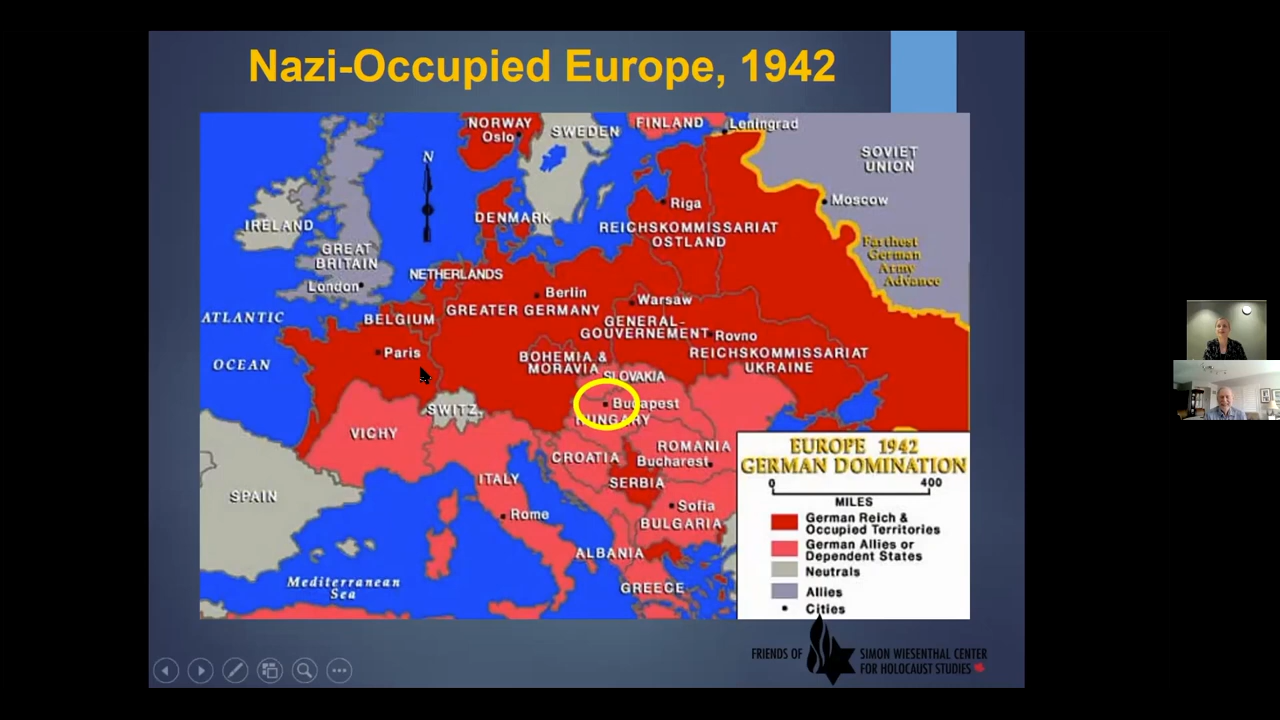 Nazi-Occupied Europe, 1942
NORWAY
Oslo
SWEDEN
FINLAND
Leningrad
SOVIET
UNION
N
Moscow
Riga
IRELAND
DENMARK
REICHSKOMMISSARIAT
OSTLAND
GREAT
BRITAIN
Farthest
German
Army
Advance
NETHERLANDS
London
Berlin
Warsaw
ATLANTIC
OCEAN
BELGIUM
GREATER GERMANY
GENERAL-
GOUVERNEMENT
Rovno
Paris
BOHEMIA &
MORAVIA
REICHSKOMMISSARIAT
UKRAINE
SLOVAKIA
SWITZ.
Budapest
HUNGARY
VICHY
CROATIA
ROMANIA
Bucharest
ITALY
SERBIA
SPAIN
Rome
Sofia
BULGARIA
ALBANIA
Mediterranean
Sea
GREECE
EUROPE 1942
GERMAN DOMINATION
0 400
MILES
German Reich &
Occupied Territories
German Allies or
Dependent States
Neutrals
Allies
Cities
FRIENDS OF
SIMON WIESENTHAL CENTER
FOR HOLOCAUST STUDIES